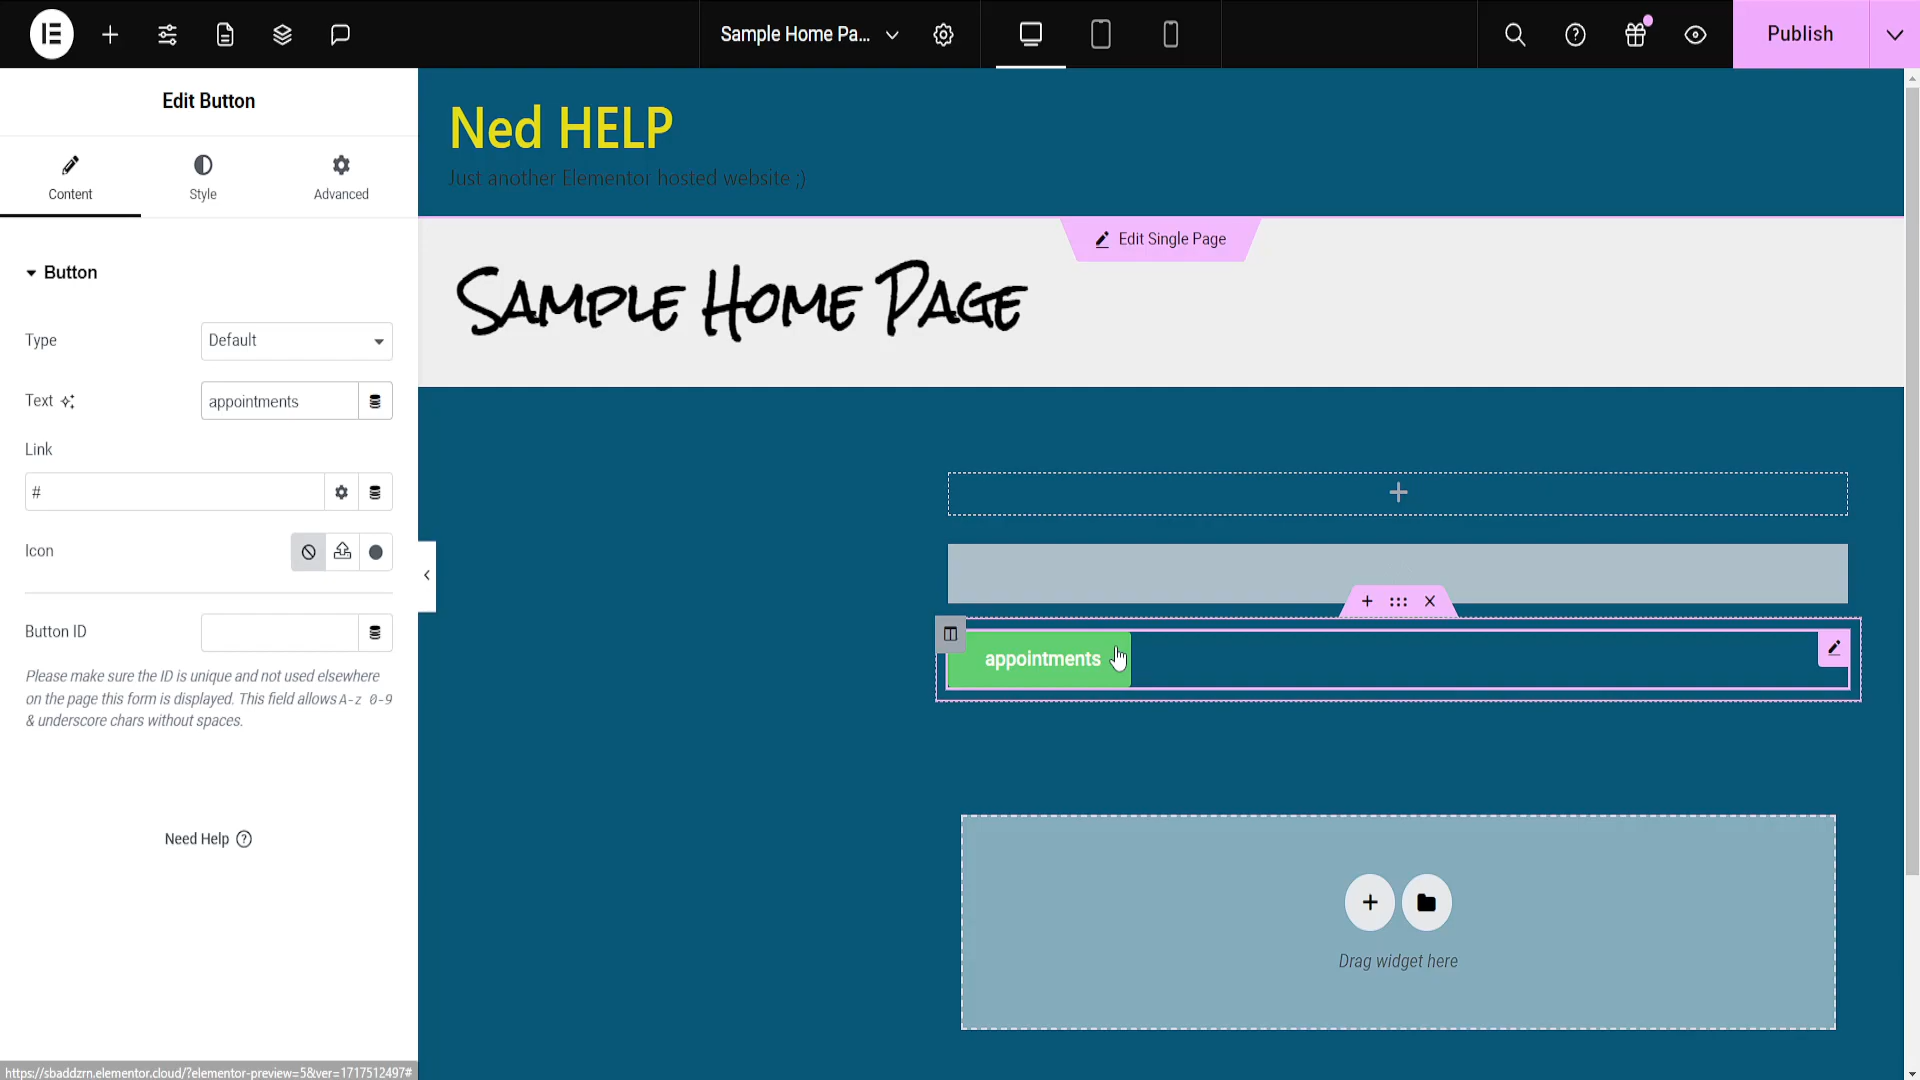 Sample Home Pa...
Publish
Edit Button
Content
Style
Advanced
Button
Type
Default
Text
appointments
Link
#
Icon
Button ID
Please make sure the ID is unique and not used elsewhere
on the page this form is displayed. This field allows A-z 0-9
& underscore chars without spaces.
Need Help
Ned HELP
Just another Elementor hosted website ;)
Edit Single Page
Sample Home Page
appointments
Drag widget here
https://sbaddzrn.elementor.cloud/?elementor-preview=5&ver=1717512497#